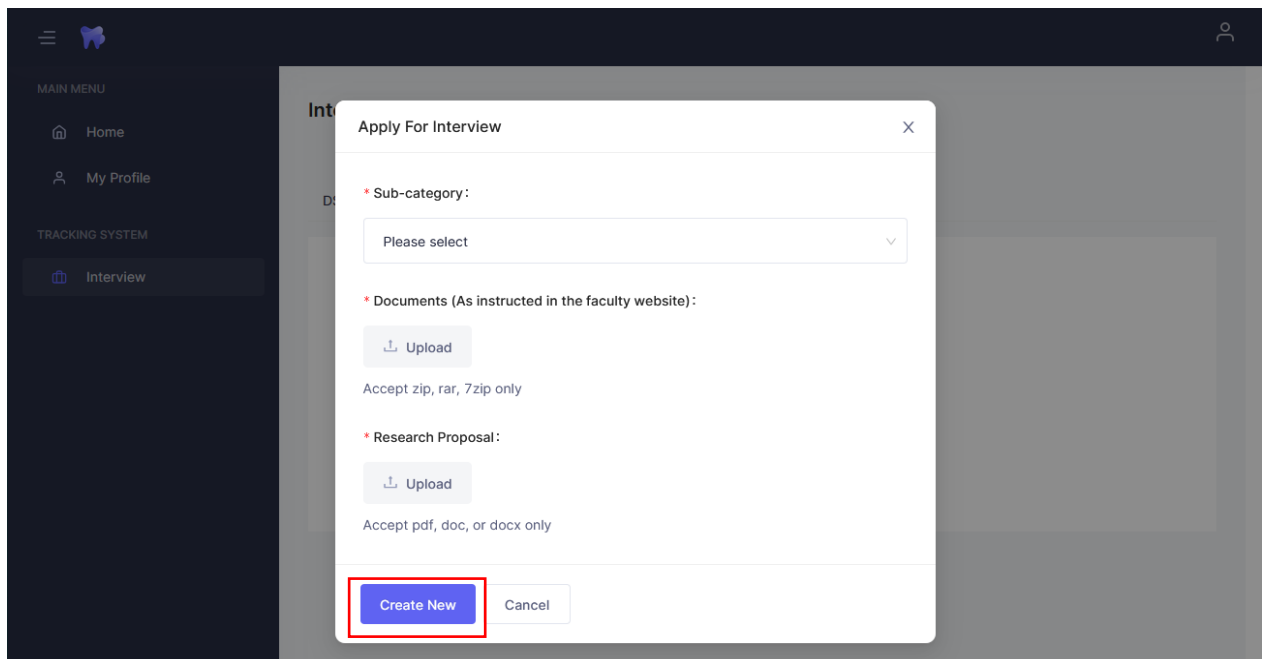 MAIN MENU
Home
My Profile
TRACKING SYSTEM
Interview
Apply For Interview
* Sub-category:
Please select
* Documents (As instructed in the faculty website):
Upload
Accept zip, rar, 7zip only
* Research Proposal:
Upload
Accept pdf, doc, or docx only
Create New Cancel